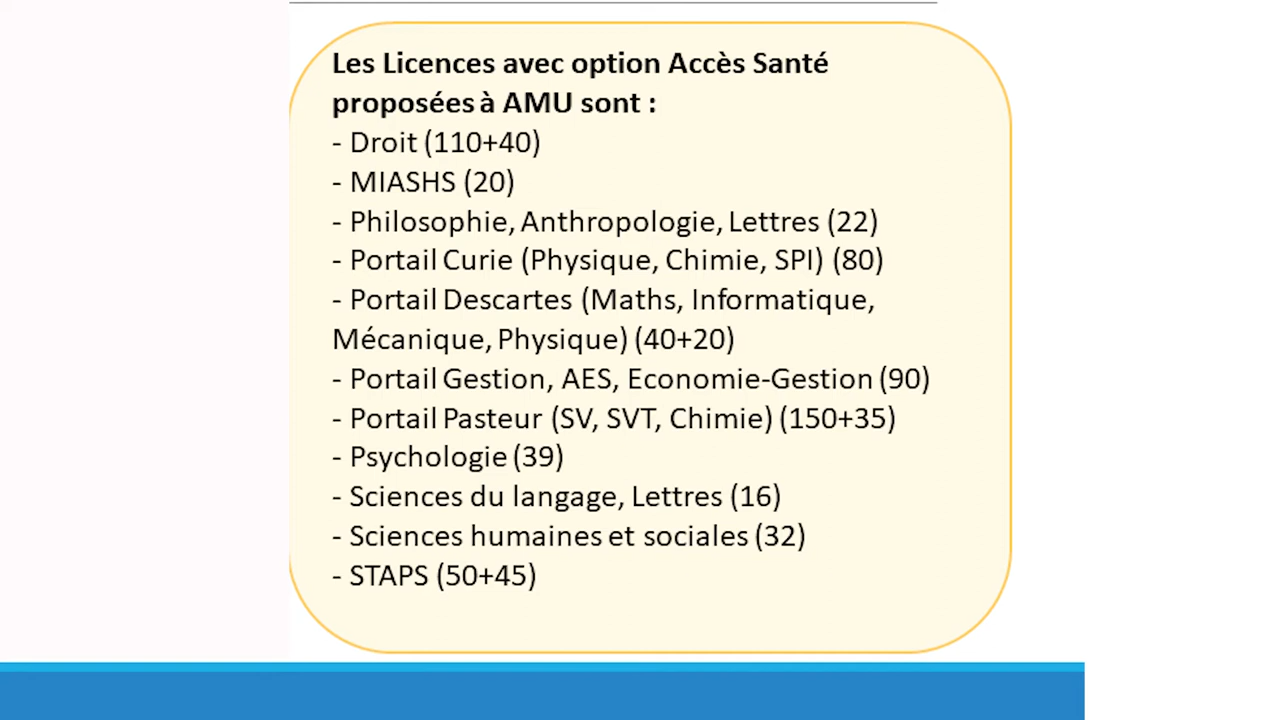 Les Licences avec option Accès Santé
proposées à AMU sont :
- Droit (110+40)
- MIASHS (20)
- Philosophie, Anthropologie, Lettres (22)
- Portail Curie (Physique, Chimie, SPI) (80)
- Portail Descartes (Maths, Informatique,
Mécanique, Physique) (40+20)
- Portail Gestion, AES, Economie-Gestion (90)
- Portail Pasteur (SV, SVT, Chimie) (150+35)
- Psychologie (39)
- Sciences du langage, Lettres (16)
- Sciences humaines et sociales (32)
- STAPS (50+45)